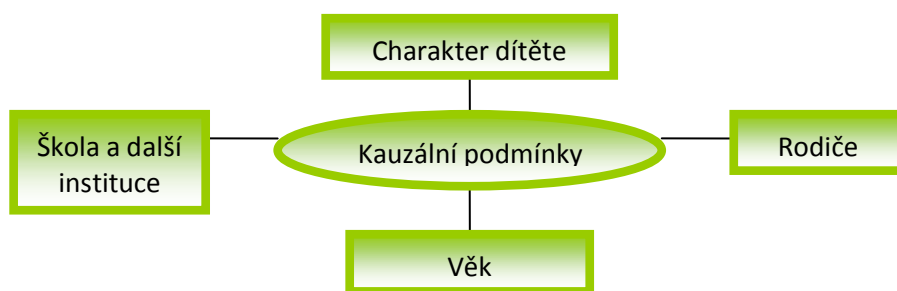 Charakter dítěte
Škola a další
instituce
Kauzální podmínky
Rodiče
Věk